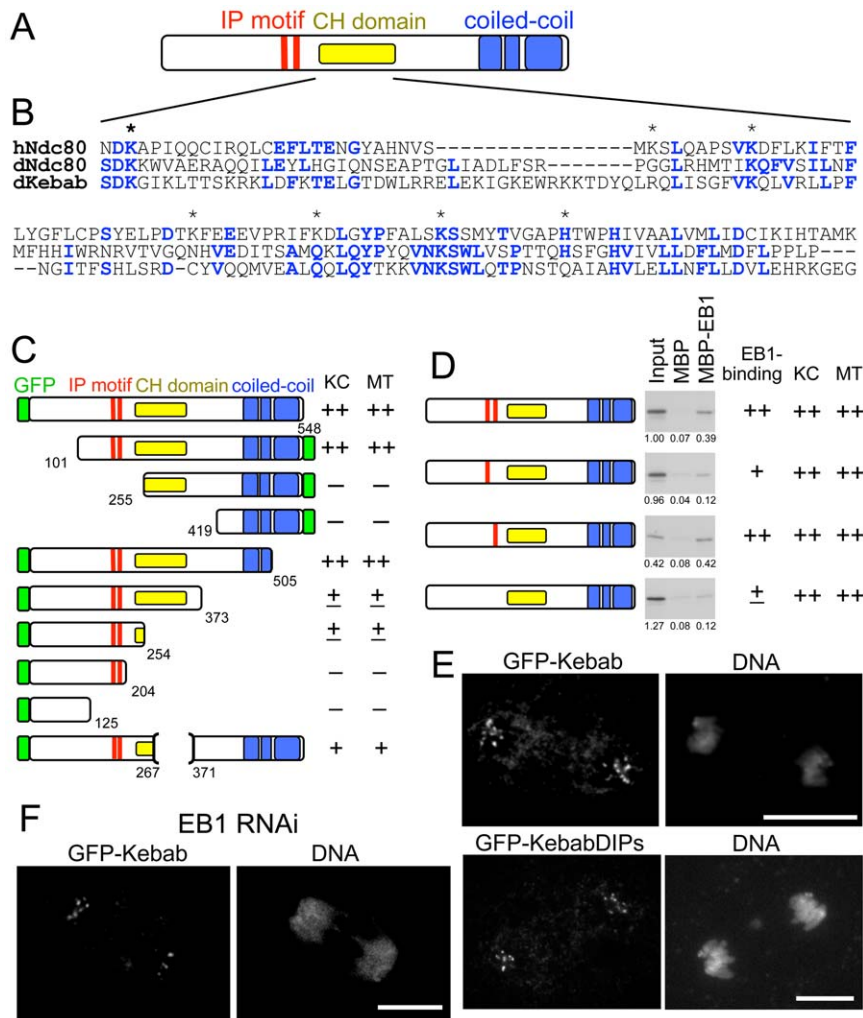 A
IP motif CH domain coiled-coil
B
* * *
hNdc80 NDKAPIQQCIRQLCEFLTENGYAHNVS-------------MKSLQAPSVKDFLKIFTF
dNdc80 SDKKWVAERAQQILEYLHGIQNSEAPTGLIADLFSR-----PGGLRHMTIKQFVSILNF
dKebab SDKGIKLTTSKRKLDFKTELGTDWLRRELEKIGKEWRKKTDYQLRQLISGFVKQLVRLLPF
* * * *
LYGFLCPSYELPDTKFEEEVPRIFKDLGYPFALSKSSMYTVGAPHTWPHIVAALVMLIDCIKIHTAMK
MFHHIWRNRVTVGQNHVEDITSAMQKLQYPYQVNKSWLVSPTTQHSFGHVIVLLDFLMDFLPPLP---
--NGITFSHLSRD-CYVQQMVEALQQLQYTKKVNKSWLQTPNSTQAIAHVLELLNFLLDVLEHRKGEG
C
GFP IP motif CH domain coiled-coil KC MT
++ ++
548
101 ++ ++
255 – –
419 – –
505 ++ ++
373 ± ±
254 ± ±
204 – –
125 – –
267 371 + +
D
Input MBP MBP-EB1 EB1-binding KC MT
++ ++ ++
1.00 0.07 0.39
+ ++ ++
0.96 0.04 0.12
++ ++ ++
0.42 0.08 0.42
± ++ ++
1.27 0.08 0.12
E
GFP-Kebab DNA
GFP-KebabDIPs DNA
F
EB1 RNAi
GFP-Kebab DNA